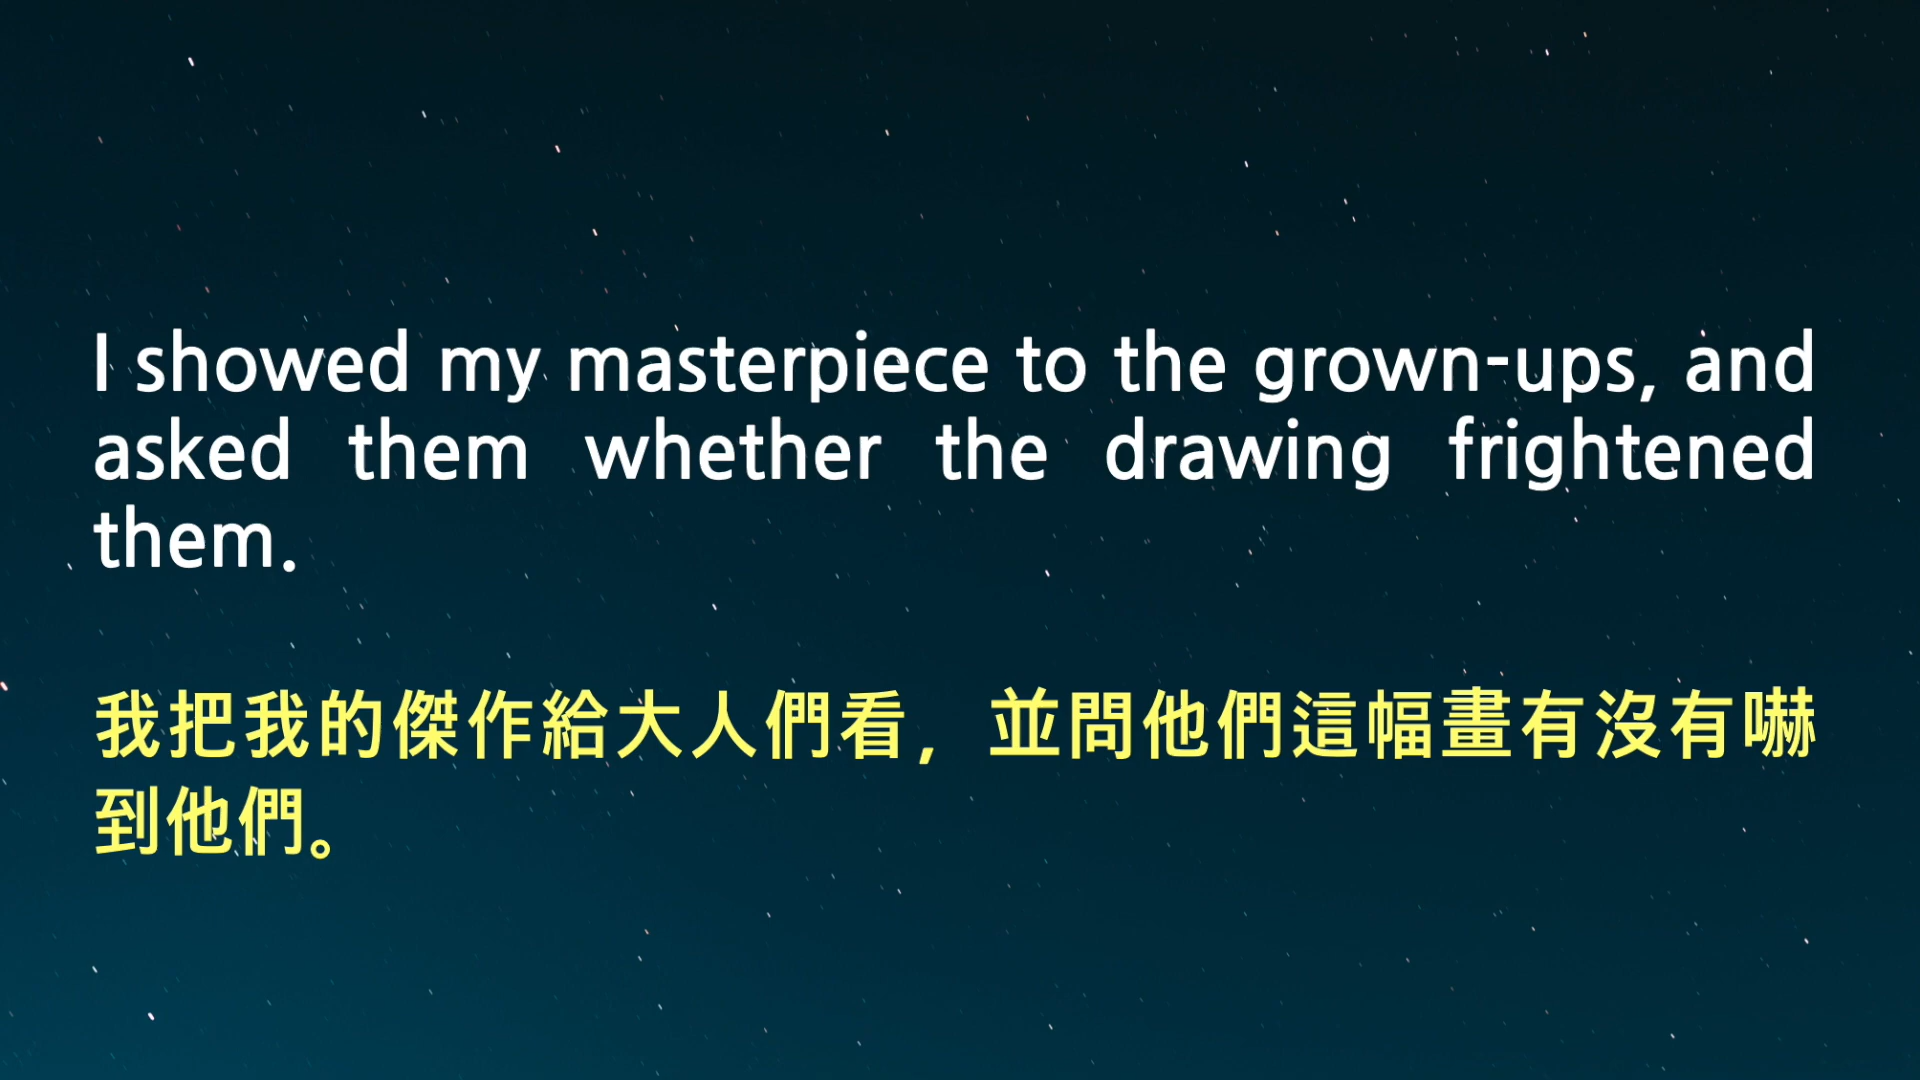 I showed my masterpiece to the grown-ups, and
asked them whether the drawing frightened
them.
我把我的傑作給大人們看，並問他們這幅畫有沒有嚇
到他們。